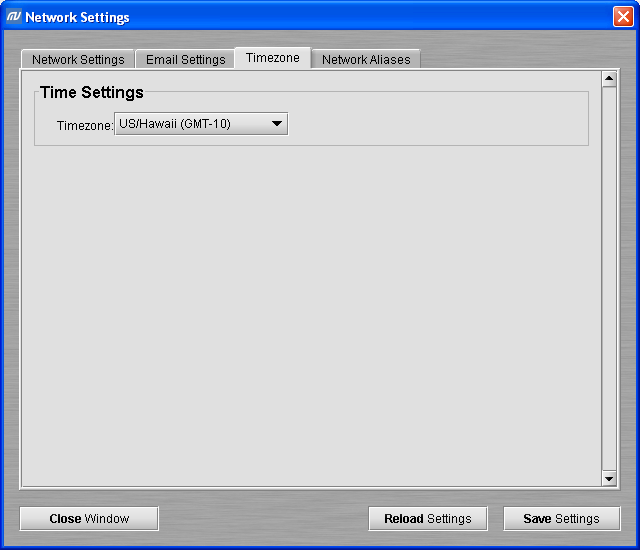 Network Settings
Network Settings Email Settings Timezone Network Aliases
Time Settings
Timezone: US/Hawaii (GMT-10)
Close Window Reload Settings Save Settings